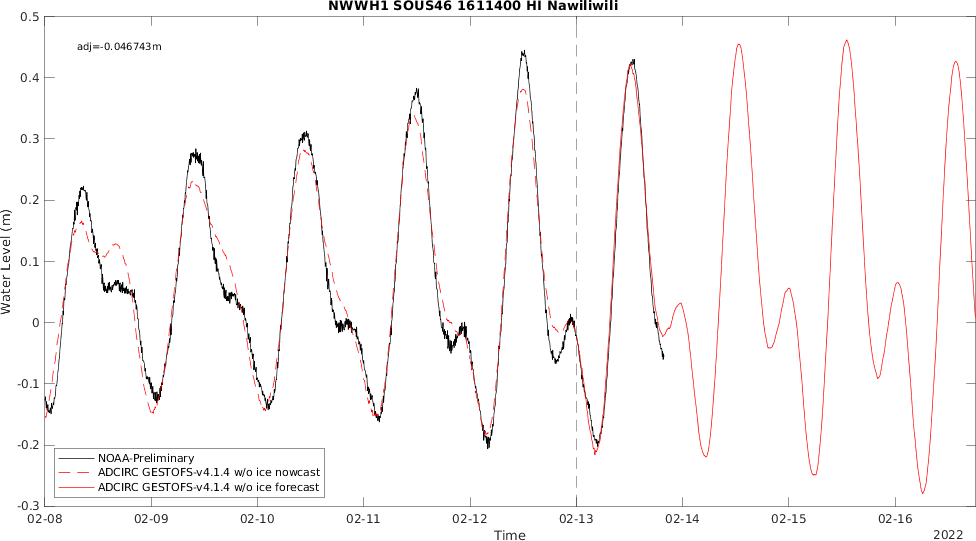 NWWH1 SOUS46 1611400 HI Nawiliwili
adj=-0.046743m
Water Level (m)
0.5
0.4
0.3
0.2
0.1
0
-0.1
-0.2
-0.3
NOAA-Preliminary
ADCIRC GESTOFS-v4.1.4 w/o ice nowcast
ADCIRC GESTOFS-v4.1.4 w/o ice forecast
02-08 02-09 02-10 02-11 02-12 02-13 02-14 02-15 02-16
Time
2022